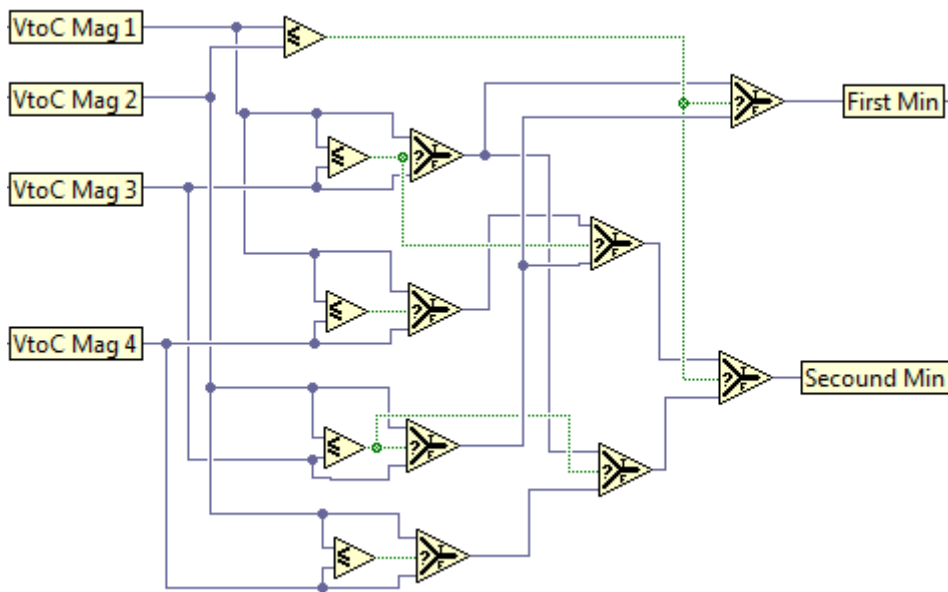 VtoC Mag 1
VtoC Mag 2
VtoC Mag 3
VtoC Mag 4
≤
≤
≤
≤
≤
? T F
? T F
? T F
? T F
? T F
? T F
? T F
? T F
First Min
Secound Min